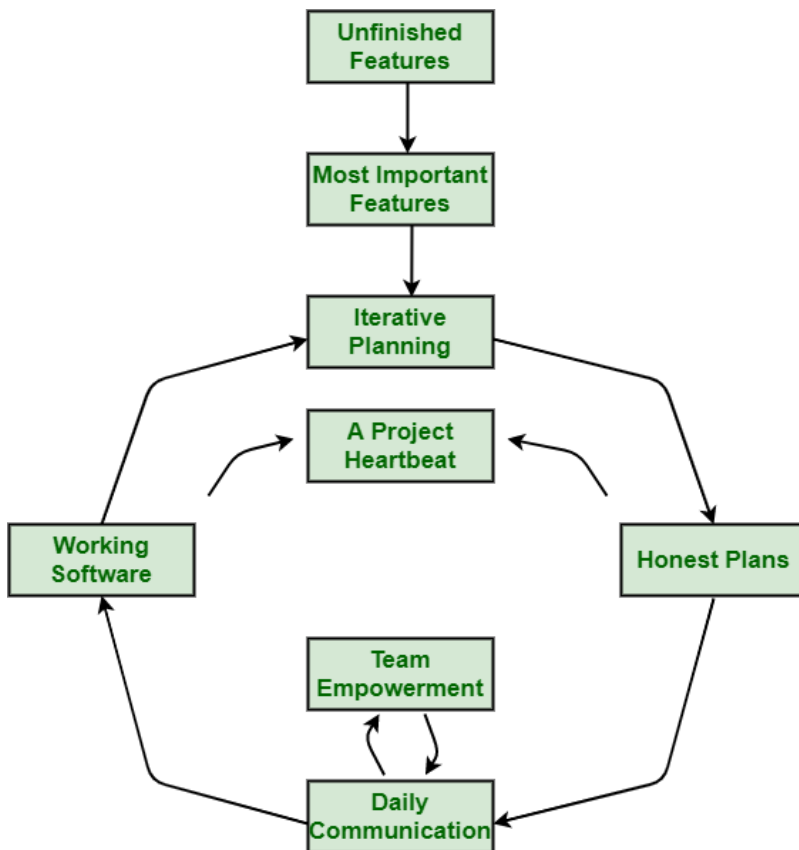 Unfinished
Features
Most Important
Features
Iterative
Planning
A Project
Heartbeat
Working
Software
Honest Plans
Team
Empowerment
Daily
Communication